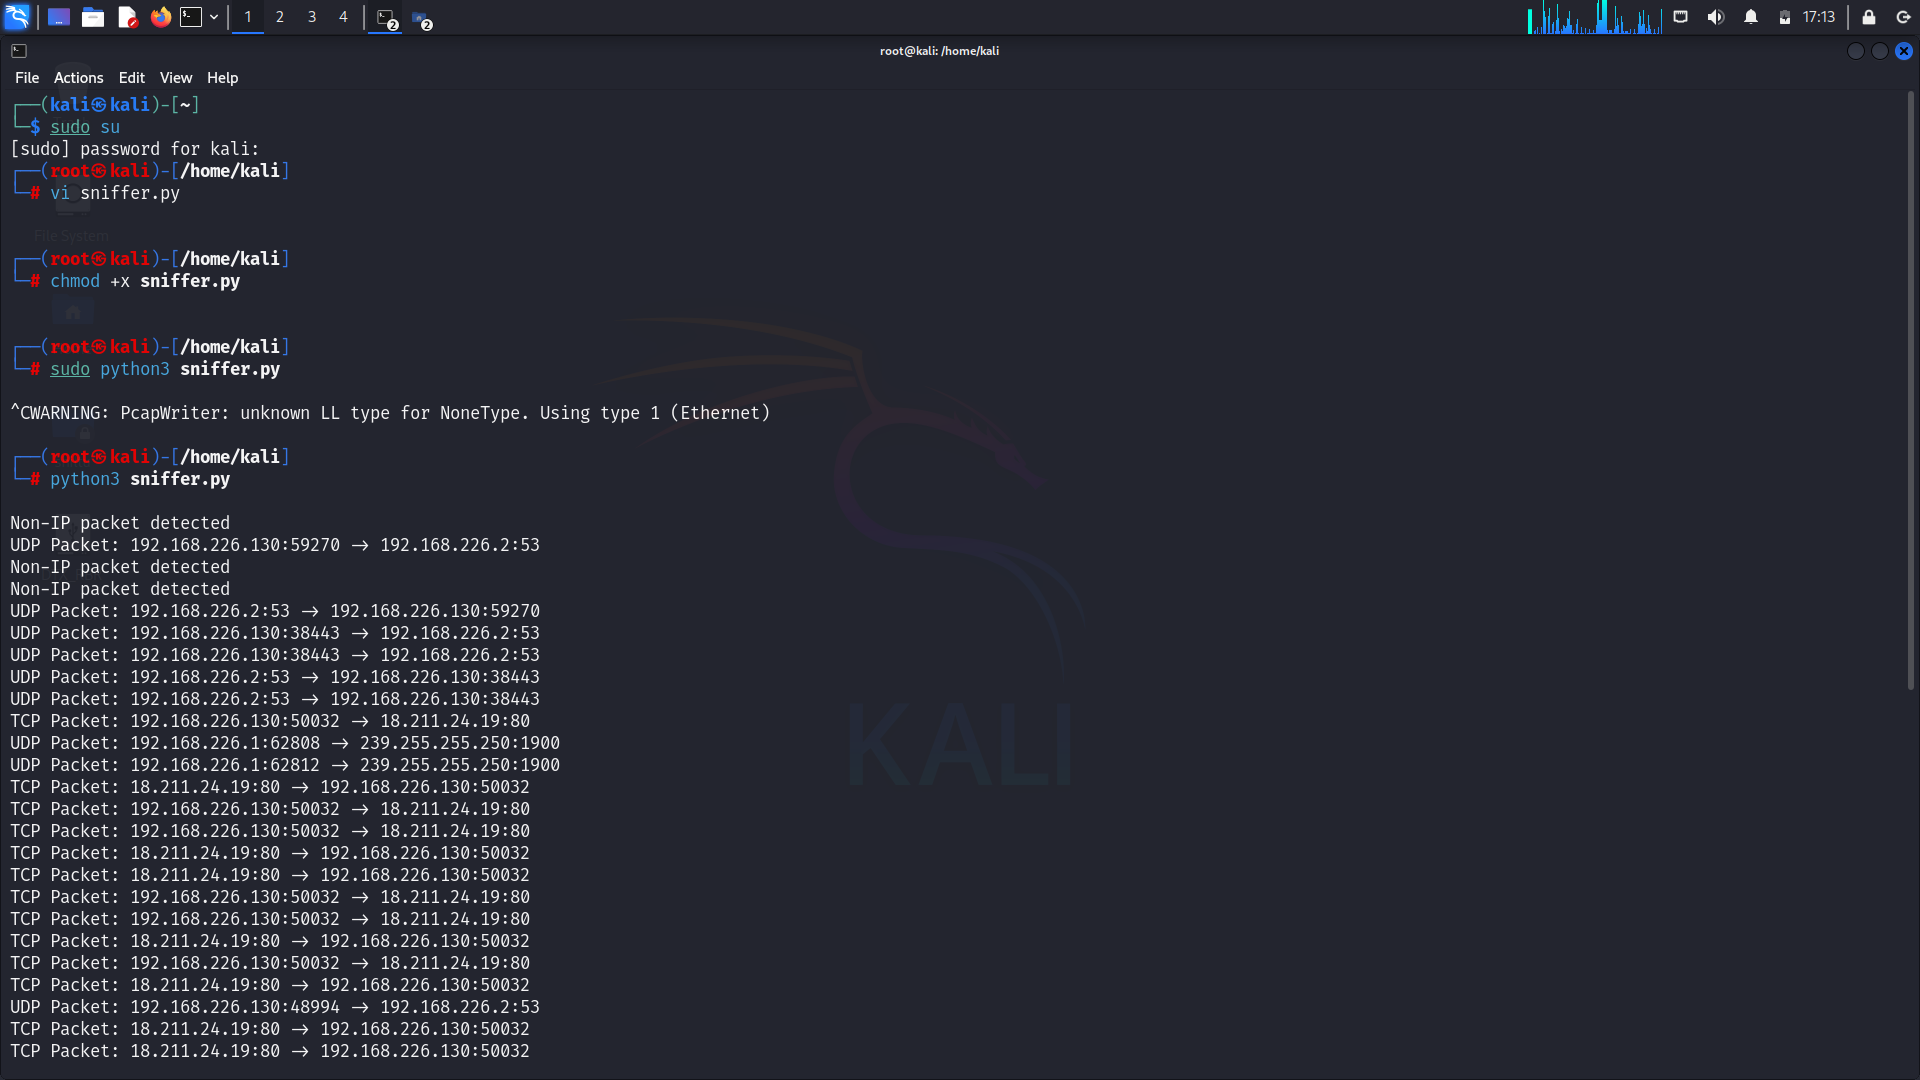 1 2 3 4 2 2 17:13
root@kali: /home/kali
File Actions Edit View Help
┌──(kali㉿kali)-[~]
└─$ sudo su
[sudo] password for kali:
┌──(root㉿kali)-[/home/kali]
└─# vi sniffer.py
File System
┌──(root㉿kali)-[/home/kali]
└─# chmod +x sniffer.py
┌──(root㉿kali)-[/home/kali]
└─# sudo python3 sniffer.py
^CWARNING: PcapWriter: unknown LL type for NoneType. Using type 1 (Ethernet)
┌──(root㉿kali)-[/home/kali]
└─# python3 sniffer.py
Non-IP packet detected
UDP Packet: 192.168.226.130:59270 → 192.168.226.2:53
Non-IP packet detected
Non-IP packet detected
UDP Packet: 192.168.226.2:53 → 192.168.226.130:59270
UDP Packet: 192.168.226.130:38443 → 192.168.226.2:53
UDP Packet: 192.168.226.130:38443 → 192.168.226.2:53
UDP Packet: 192.168.226.2:53 → 192.168.226.130:38443
UDP Packet: 192.168.226.2:53 → 192.168.226.130:38443
TCP Packet: 192.168.226.130:50032 → 18.211.24.19:80
UDP Packet: 192.168.226.1:62808 → 239.255.255.250:1900
UDP Packet: 192.168.226.1:62812 → 239.255.255.250:1900
TCP Packet: 18.211.24.19:80 → 192.168.226.130:50032
TCP Packet: 192.168.226.130:50032 → 18.211.24.19:80
TCP Packet: 192.168.226.130:50032 → 18.211.24.19:80
TCP Packet: 18.211.24.19:80 → 192.168.226.130:50032
TCP Packet: 18.211.24.19:80 → 192.168.226.130:50032
TCP Packet: 192.168.226.130:50032 → 18.211.24.19:80
TCP Packet: 192.168.226.130:50032 → 18.211.24.19:80
TCP Packet: 18.211.24.19:80 → 192.168.226.130:50032
TCP Packet: 192.168.226.130:50032 → 18.211.24.19:80
TCP Packet: 18.211.24.19:80 → 192.168.226.130:50032
UDP Packet: 192.168.226.130:48994 → 192.168.226.2:53
TCP Packet: 18.211.24.19:80 → 192.168.226.130:50032
TCP Packet: 18.211.24.19:80 → 192.168.226.130:50032
KALI